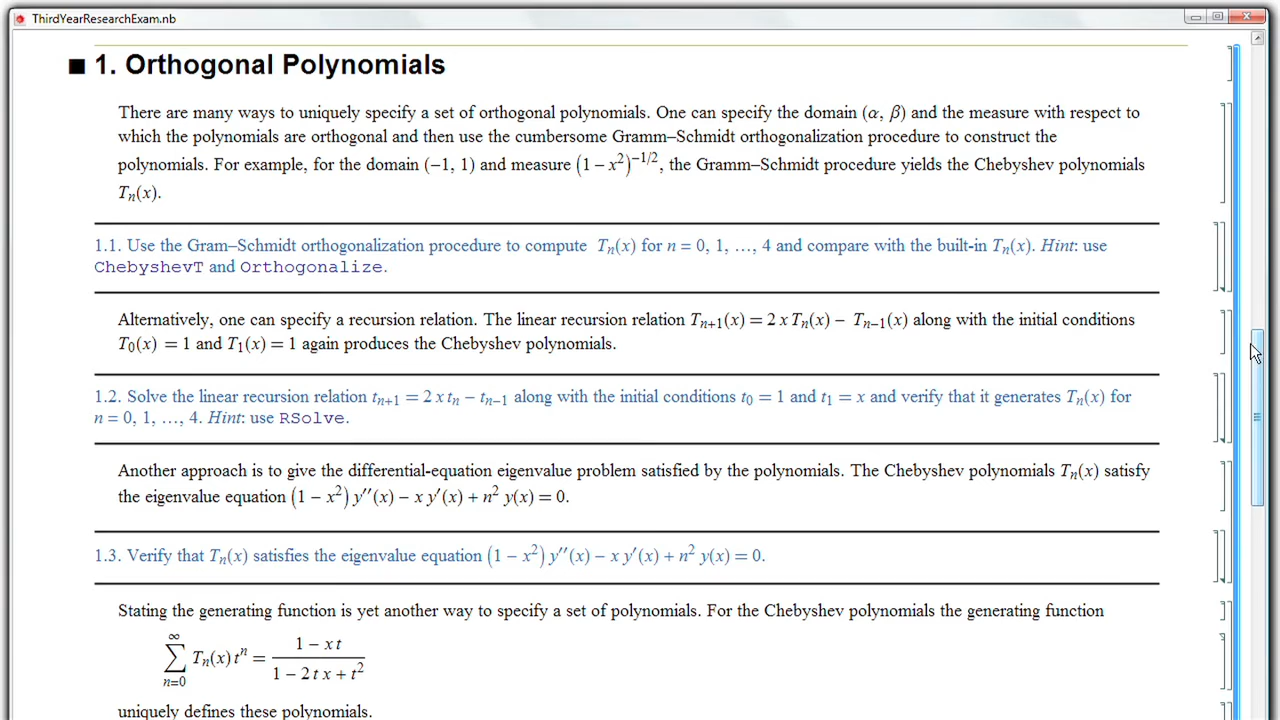 ThirdYearResearchExam.nb
1. Orthogonal Polynomials
There are many ways to uniquely specify a set of orthogonal polynomials. One can specify the domain (α, β) and the measure with respect to
which the polynomials are orthogonal and then use the cumbersome Gramm–Schmidt orthogonalization procedure to construct the
polynomials. For example, for the domain (−1, 1) and measure (1 − x²)^−1/2, the Gramm–Schmidt procedure yields the Chebyshev polynomials
Tₙ(x).
1.1. Use the Gram–Schmidt orthogonalization procedure to compute Tₙ(x) for n = 0, 1, …, 4 and compare with the built-in Tₙ(x). Hint: use
ChebyshevT and Orthogonalize.
Alternatively, one can specify a recursion relation. The linear recursion relation Tₙ₊₁(x) = 2 x Tₙ(x) − Tₙ₋₁(x) along with the initial conditions
T₀(x) = 1 and T₁(x) = 1 again produces the Chebyshev polynomials.
1.2. Solve the linear recursion relation tₙ₊₁ = 2 x tₙ − tₙ₋₁ along with the initial conditions t₀ = 1 and t₁ = x and verify that it generates Tₙ(x) for
n = 0, 1, …, 4. Hint: use RSolve.
Another approach is to give the differential-equation eigenvalue problem satisfied by the polynomials. The Chebyshev polynomials Tₙ(x) satisfy
the eigenvalue equation (1 − x²) y′′(x) − x y′(x) + n² y(x) = 0.
1.3. Verify that Tₙ(x) satisfies the eigenvalue equation (1 − x²) y′′(x) − x y′(x) + n² y(x) = 0.
Stating the generating function is yet another way to specify a set of polynomials. For the Chebyshev polynomials the generating function
∞
∑ Tₙ(x) tⁿ = (1 − x t) / (1 − 2 t x + t²)
n=0
uniquely defines these polynomials.